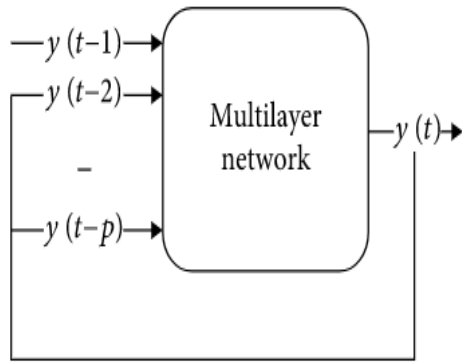 y (t–1)
y (t–2)
–
y (t–p)
Multilayer
network
y (t)